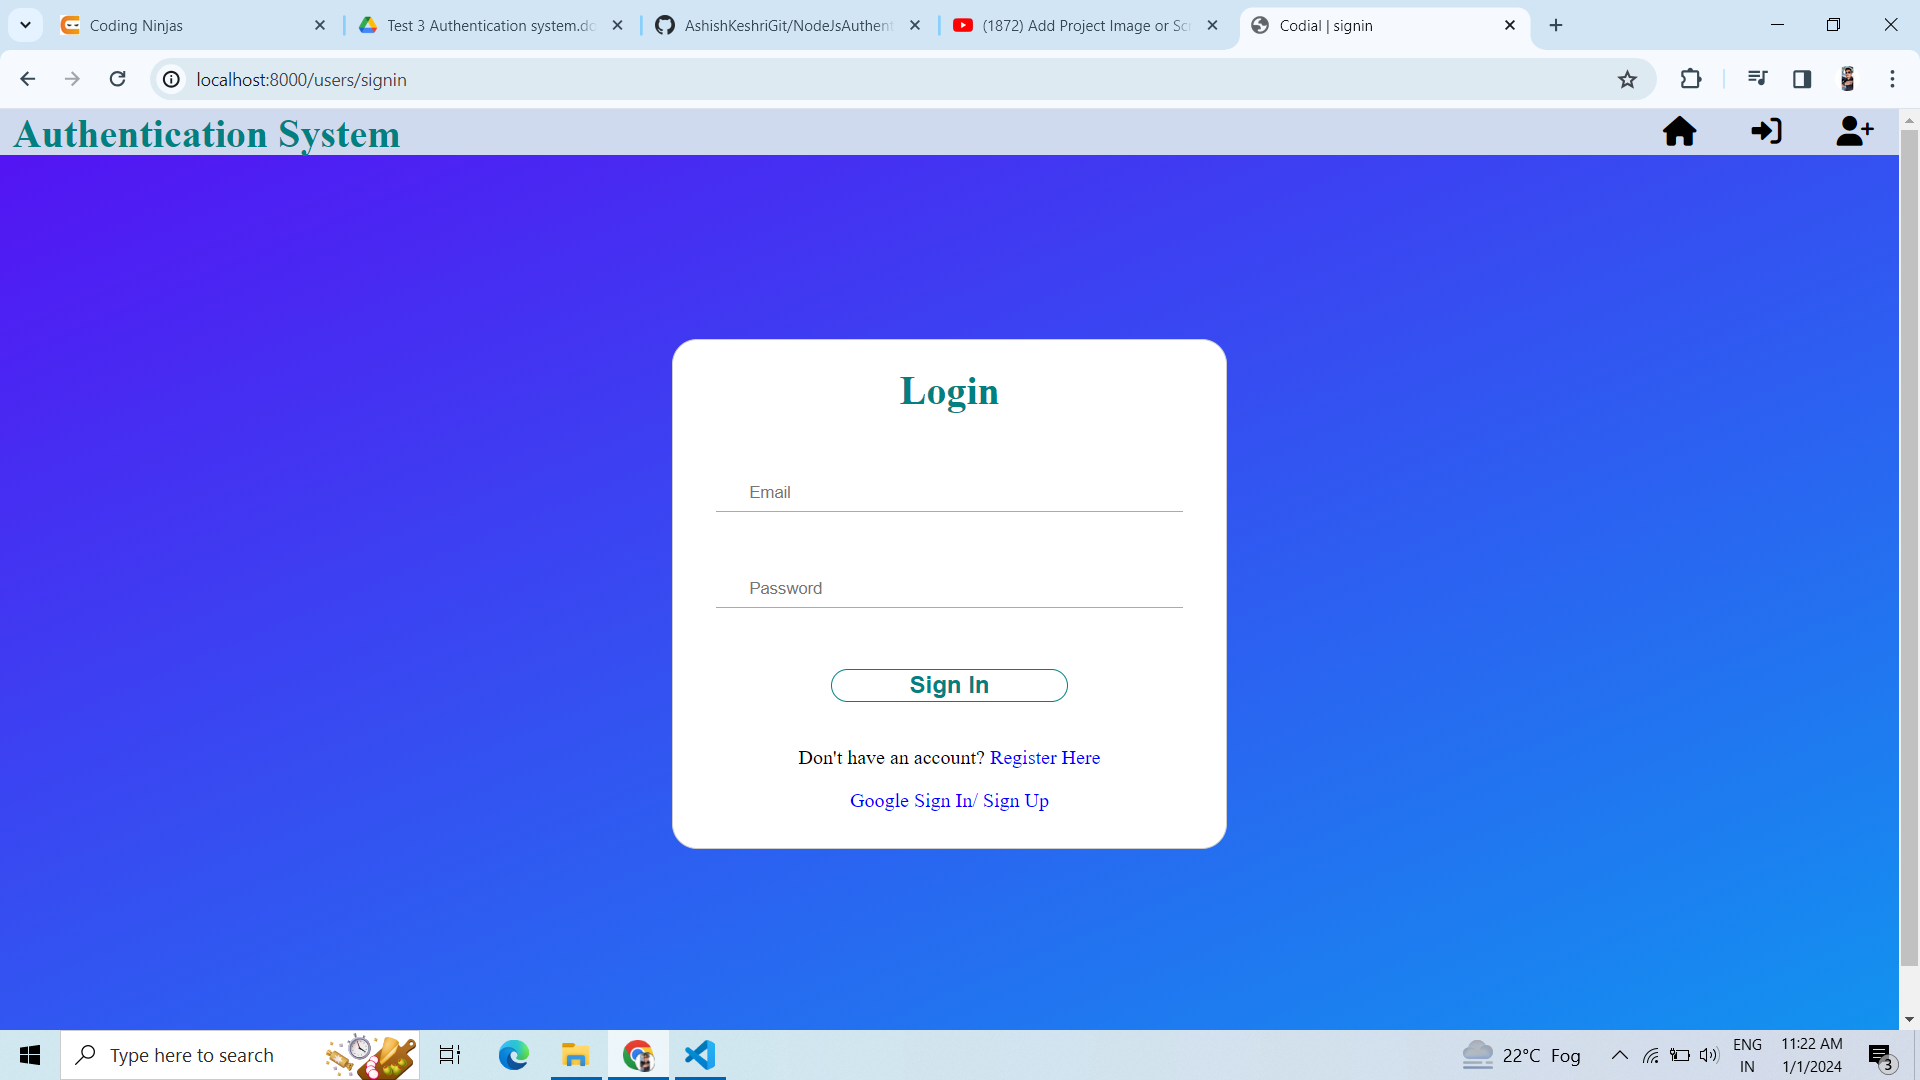 Coding Ninjas
Test 3 Authentication system.do
AshishKeshriGit/NodeJsAuthent
(1872) Add Project Image or Scr
Codial | signin
localhost:8000/users/signin
Authentication System
Login
Email
Password
Sign In
Don't have an account? Register Here
Google Sign In/ Sign Up
Type here to search
22°C Fog
ENG
IN
11:22 AM
1/1/2024
3